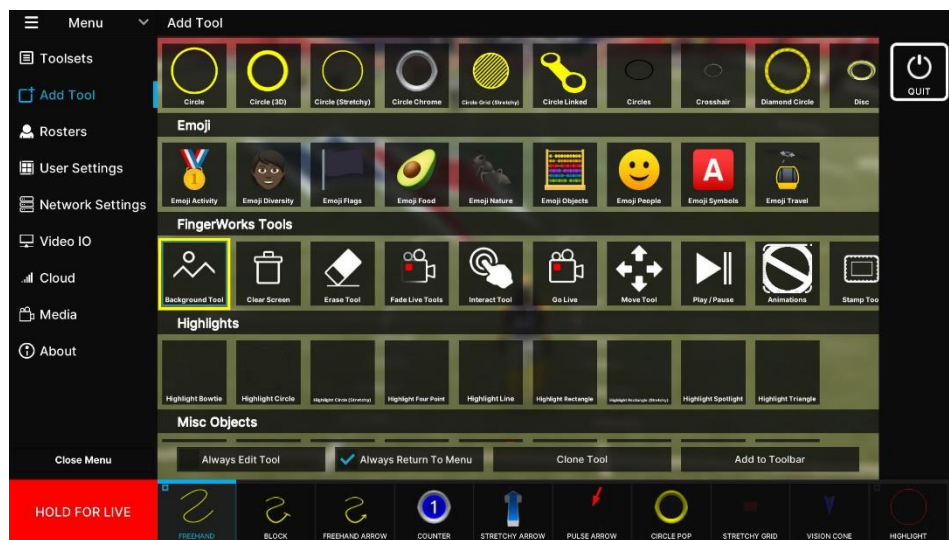 Menu
Add Tool
QUIT
Toolsets
Add Tool
Rosters
User Settings
Network Settings
Video IO
Cloud
Media
About
Close Menu
Circle
Circle (3D)
Circle (Stretchy)
Circle Chrome
Circle Grid (Stretchy)
Circle Linked
Circles
Crosshair
Diamond Circle
Disc
Emoji
1
A
Emoji Activity
Emoji Diversity
Emoji Flags
Emoji Food
Emoji Nature
Emoji Objects
Emoji People
Emoji Symbols
Emoji Travel
FingerWorks Tools
Background Tool
Clear Screen
Erase Tool
Fade Live Tools
Interact Tool
Go Live
Move Tool
Play / Pause
Animations
Stamp Too
Highlights
Highlight Bowtie
Highlight Circle
Highlight Circle (Stretchy)
Highlight Four Point
Highlight Line
Highlight Rectangle
Highlight Rectangle (Stretchy)
Highlight Spotlight
Highlight Triangle
Misc Objects
Always Edit Tool
Always Return To Menu
Clone Tool
Add to Toolbar
HOLD FOR LIVE
1
FREEHAND
BLOCK
FREEHAND ARROW
COUNTER
STRETCHY ARROW
PULSE ARROW
CIRCLE POP
STRETCHY GRID
VISION CONE
HIGHLIGHT